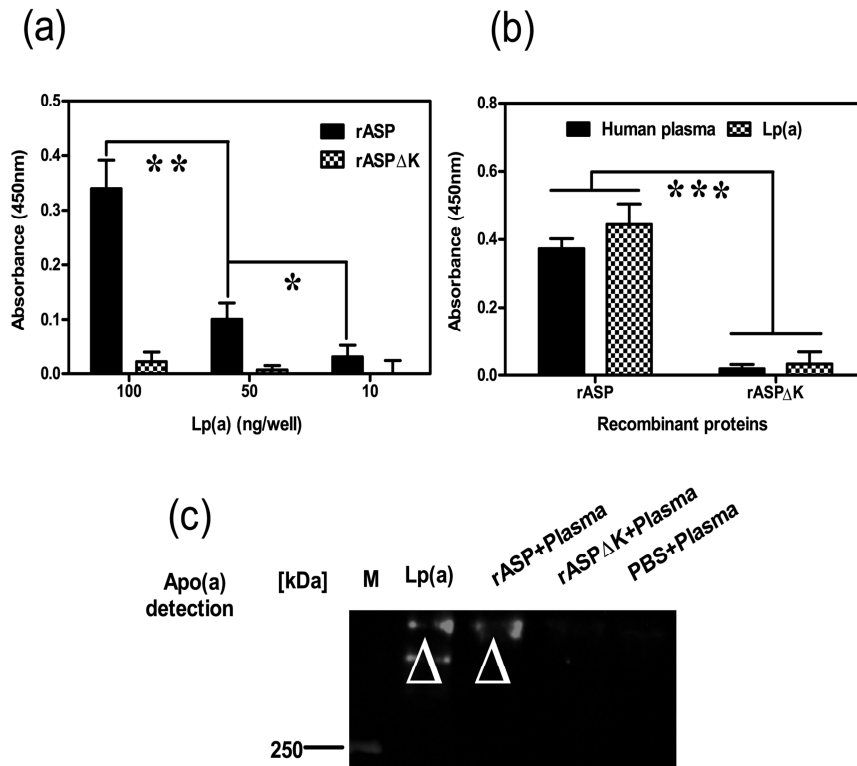 (a)
0.5
0.4
0.3
0.2
0.1
0.0
Absorbance (450nm)
rASP
rASPΔK
**
*
100 50 10
Lp(a) (ng/well)
(b)
0.8
0.6
0.4
0.2
0.0
Absorbance (450nm)
Human plasma Lp(a)
***
rASP rASPΔK
Recombinant proteins
(c)
Apo(a)
detection
[kDa] M Lp(a) rASP+Plasma rASPΔK+Plasma PBS+Plasma
250